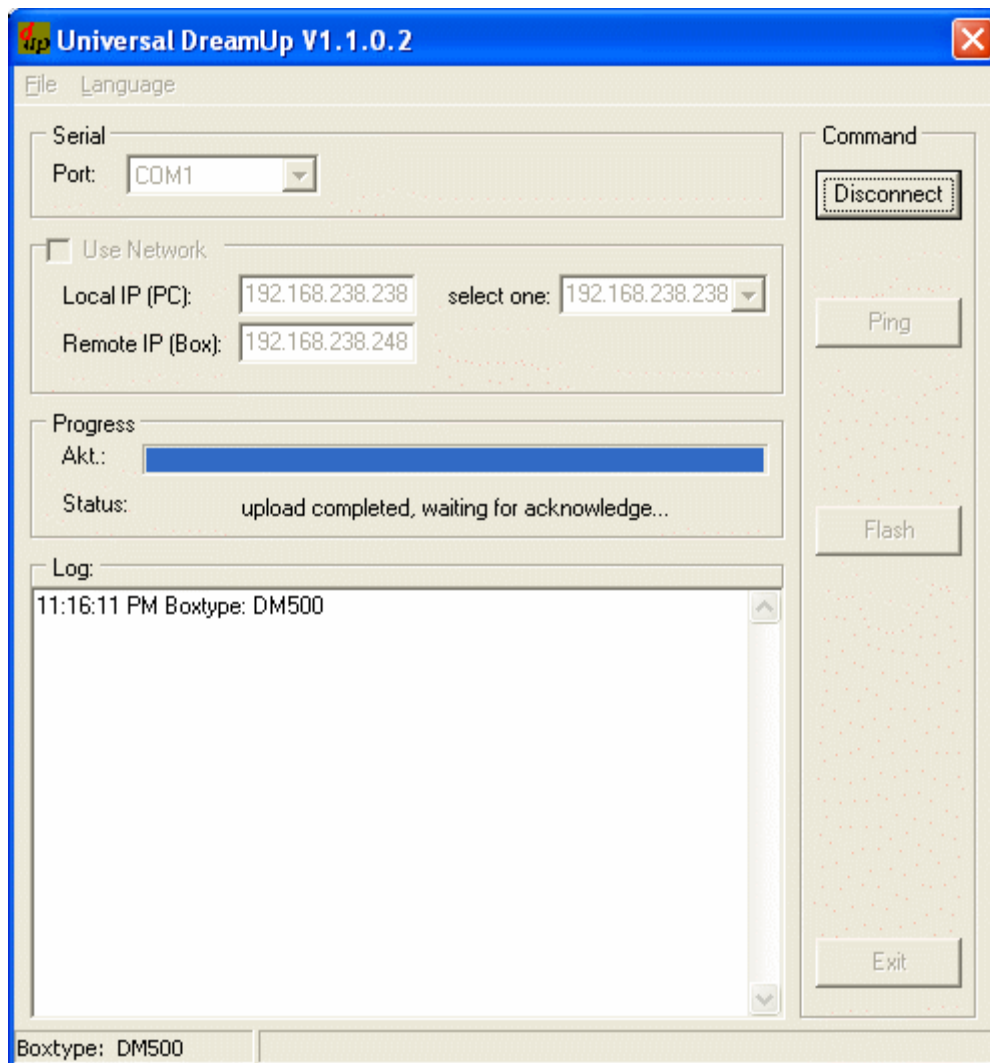 up Universal DreamUp V1.1.0.2
File Language
Serial
Port: COM1
Use Network
Local IP (PC): 192.168.238.238 select one: 192.168.238.238
Remote IP (Box): 192.168.238.248
Progress
Akt.:
Status: upload completed, waiting for acknowledge...
Log:
11:16:11 PM Boxtype: DM500
Command
Disconnect
Ping
Flash
Exit
Boxtype: DM500